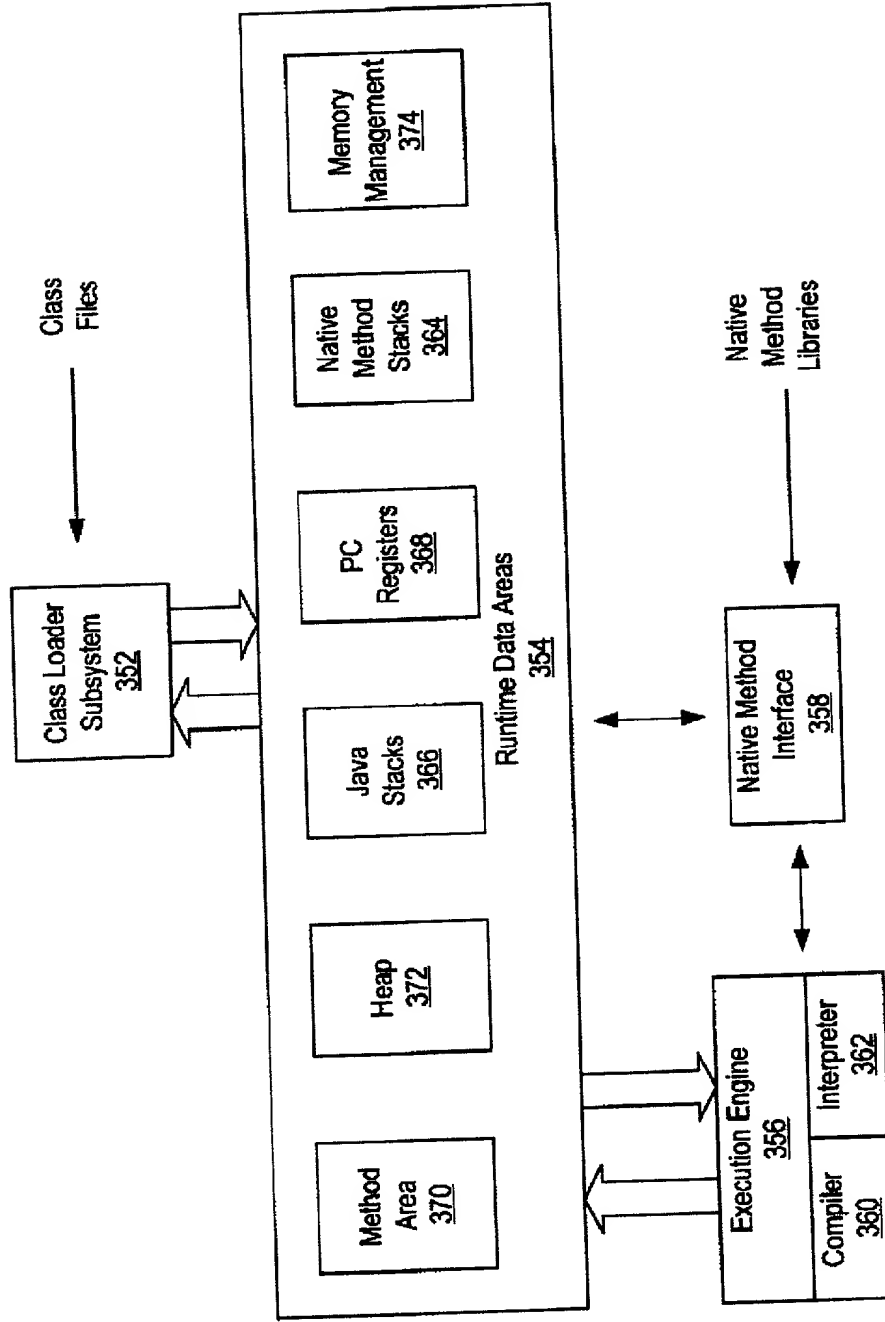 Class Loader
Subsystem
352
Class
Files
Method
Area
370
Heap
372
Java
Stacks
366
PC
Registers
368
Native
Method
Stacks
364
Memory
Management
374
Runtime Data Areas
354
Execution Engine
356
Compiler
360
Interpreter
362
Native Method
Interface
358
Native
Method
Libraries